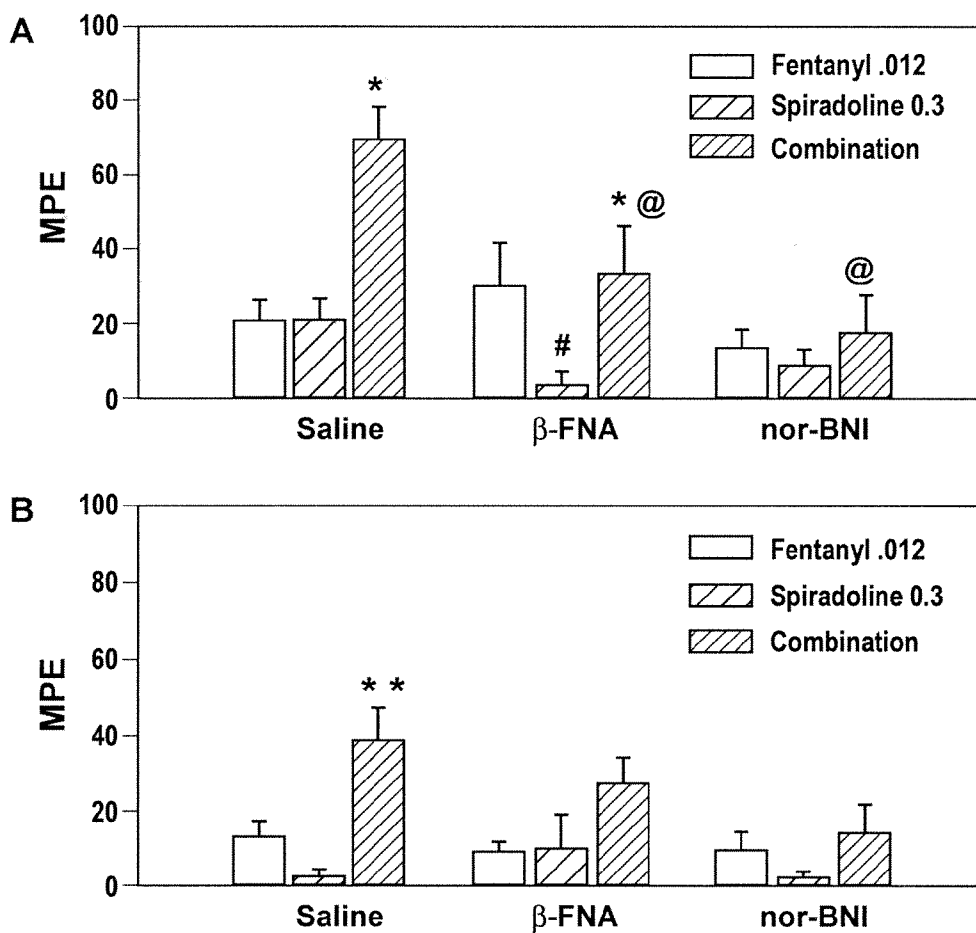 A
100
80
60
40
20
0
MPE
Fentanyl .012
Spiradoline 0.3
Combination
*
* @
#
@
Saline
β-FNA
nor-BNI
B
100
80
60
40
20
0
MPE
Fentanyl .012
Spiradoline 0.3
Combination
* *
Saline
β-FNA
nor-BNI